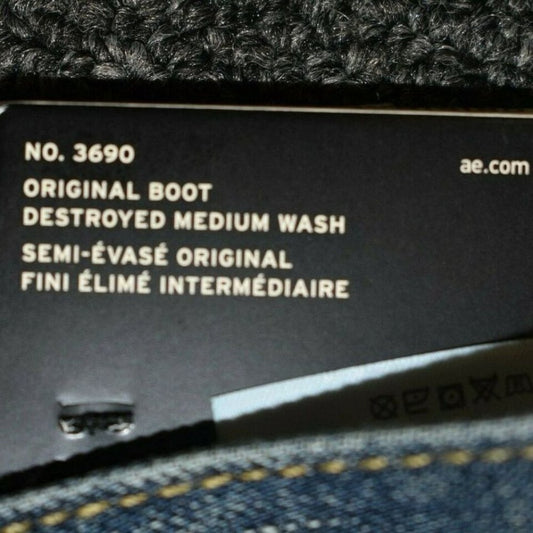 NO. 3690
ae.com
ORIGINAL BOOT
DESTROYED MEDIUM WASH
SEMI-ÉVASÉ ORIGINAL
FINI ÉLIMÉ INTERMÉDIAIRE